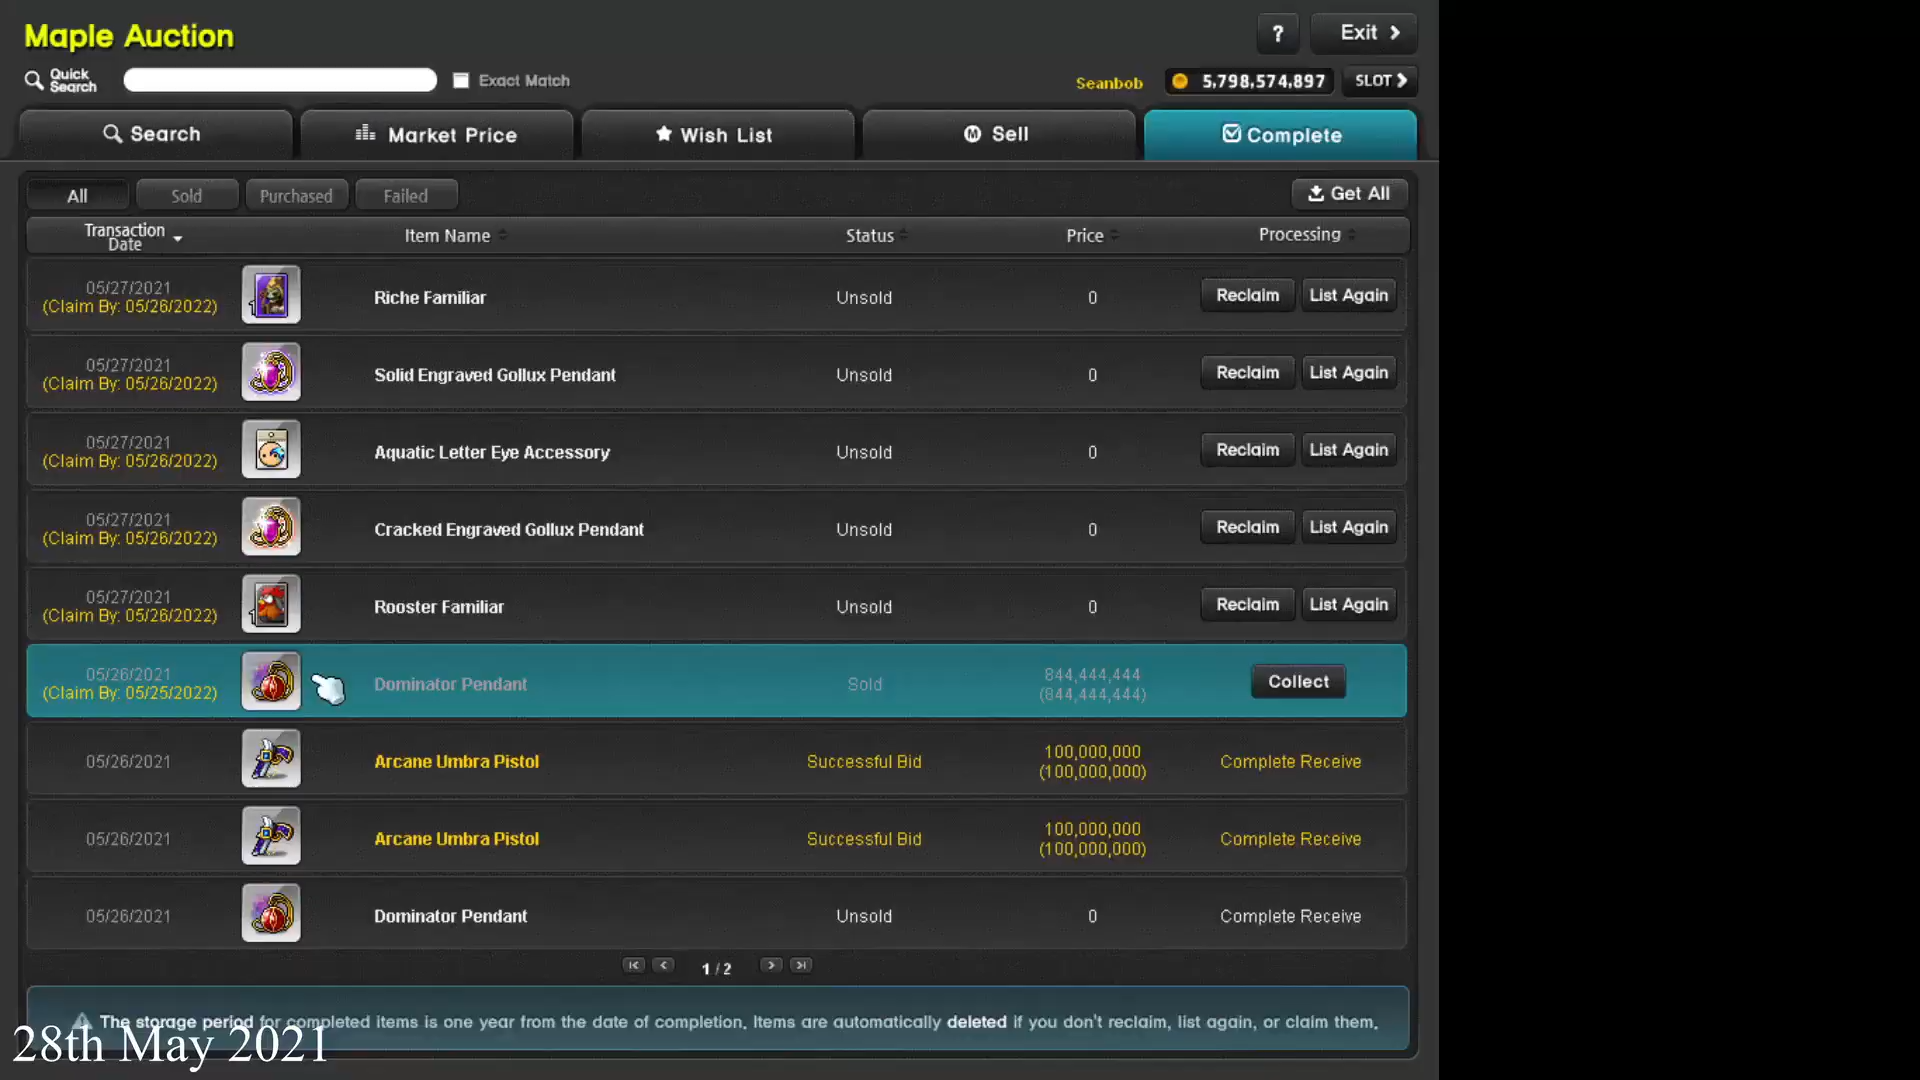 Maple Auction
?
Exit
Quick Search
Exact Match
Seanbob
5,798,574,897
SLOT
Search
Market Price
Wish List
Sell
Complete
All
Sold
Purchased
Failed
Get All
Transaction Date
Item Name
Status
Price
Processing
05/27/2021
(Claim By: 05/26/2022)
1
Riche Familiar
Unsold
0
Reclaim
List Again
05/27/2021
(Claim By: 05/26/2022)
Solid Engraved Gollux Pendant
Unsold
0
Reclaim
List Again
05/27/2021
(Claim By: 05/26/2022)
Aquatic Letter Eye Accessory
Unsold
0
Reclaim
List Again
05/27/2021
(Claim By: 05/26/2022)
Cracked Engraved Gollux Pendant
Unsold
0
Reclaim
List Again
05/27/2021
(Claim By: 05/26/2022)
1
Rooster Familiar
Unsold
0
Reclaim
List Again
05/26/2021
(Claim By: 05/25/2022)
Dominator Pendant
Sold
844,444,444
(844,444,444)
Collect
05/26/2021
Arcane Umbra Pistol
Successful Bid
100,000,000
(100,000,000)
Complete Receive
05/26/2021
Arcane Umbra Pistol
Successful Bid
100,000,000
(100,000,000)
Complete Receive
05/26/2021
Dominator Pendant
Unsold
0
Complete Receive
1 / 2
The storage period for completed items is one year from the date of completion. Items are automatically deleted if you don't reclaim, list again, or claim them.
28th May 2021